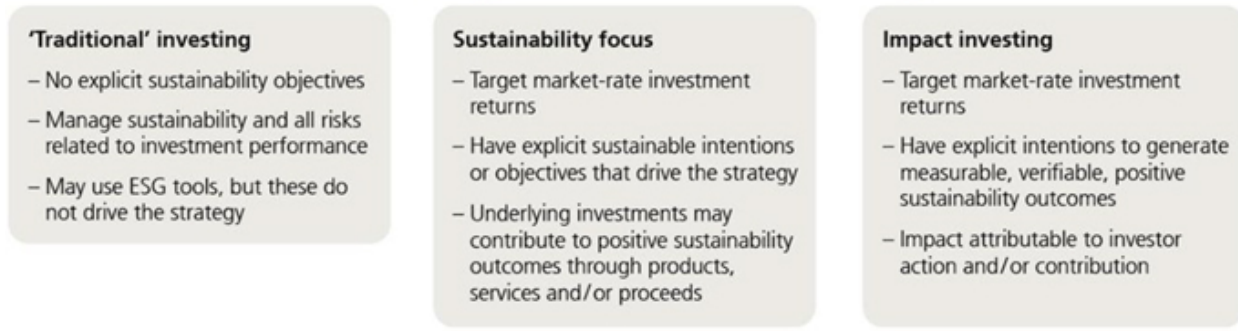 ‘Traditional’ investing
– No explicit sustainability objectives
– Manage sustainability and all risks
related to investment performance
– May use ESG tools, but these do
not drive the strategy
Sustainability focus
– Target market-rate investment
returns
– Have explicit sustainable intentions
or objectives that drive the strategy
– Underlying investments may
contribute to positive sustainability
outcomes through products,
services and/or proceeds
Impact investing
– Target market-rate investment
returns
– Have explicit intentions to generate
measurable, verifiable, positive
sustainability outcomes
– Impact attributable to investor
action and/or contribution